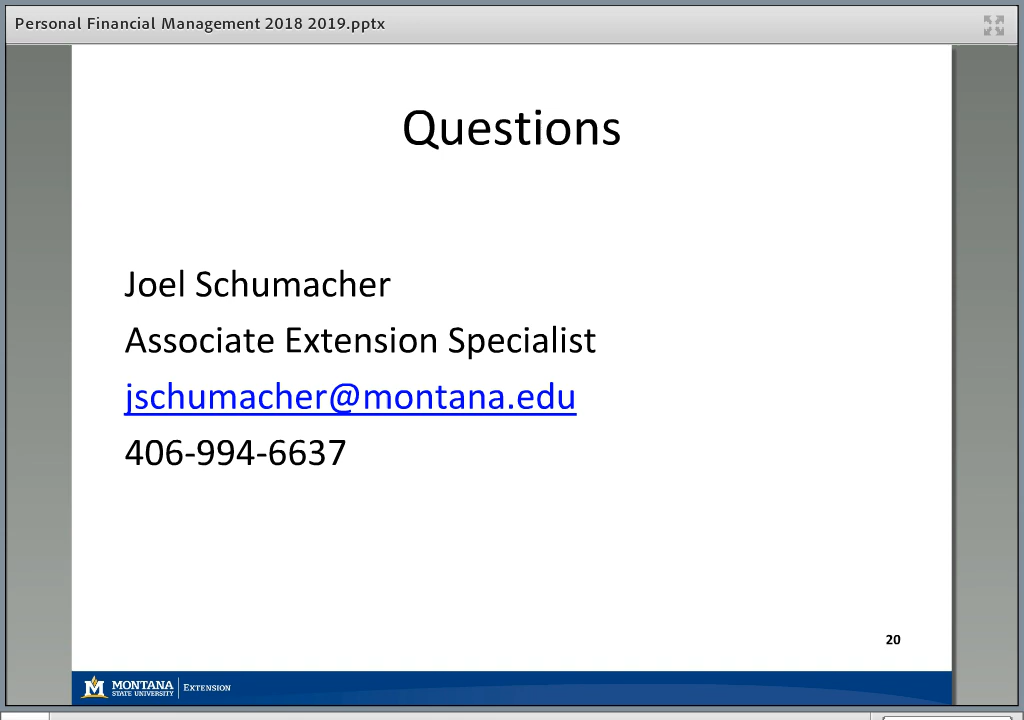 Personal Financial Management 2018 2019.pptx
Questions
Joel Schumacher
Associate Extension Specialist
jschumacher@montana.edu
406-994-6637
20
MONTANA
STATE UNIVERSITY
EXTENSION